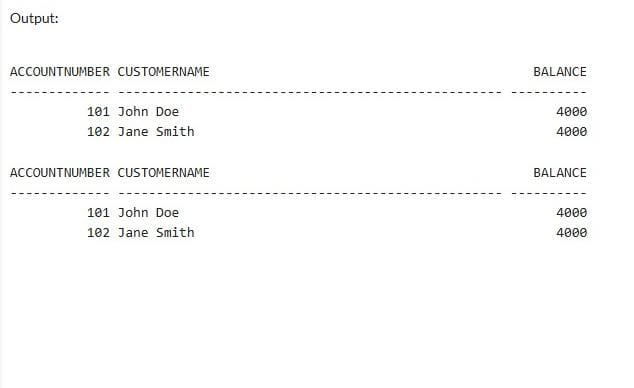 Output:
ACCOUNTNUMBER CUSTOMERNAME                                          BALANCE
------------- -------------------------------------------------- ----------
          101 John Doe                                                 4000
          102 Jane Smith                                               4000
ACCOUNTNUMBER CUSTOMERNAME                                          BALANCE
------------- -------------------------------------------------- ----------
          101 John Doe                                                 4000
          102 Jane Smith                                               4000